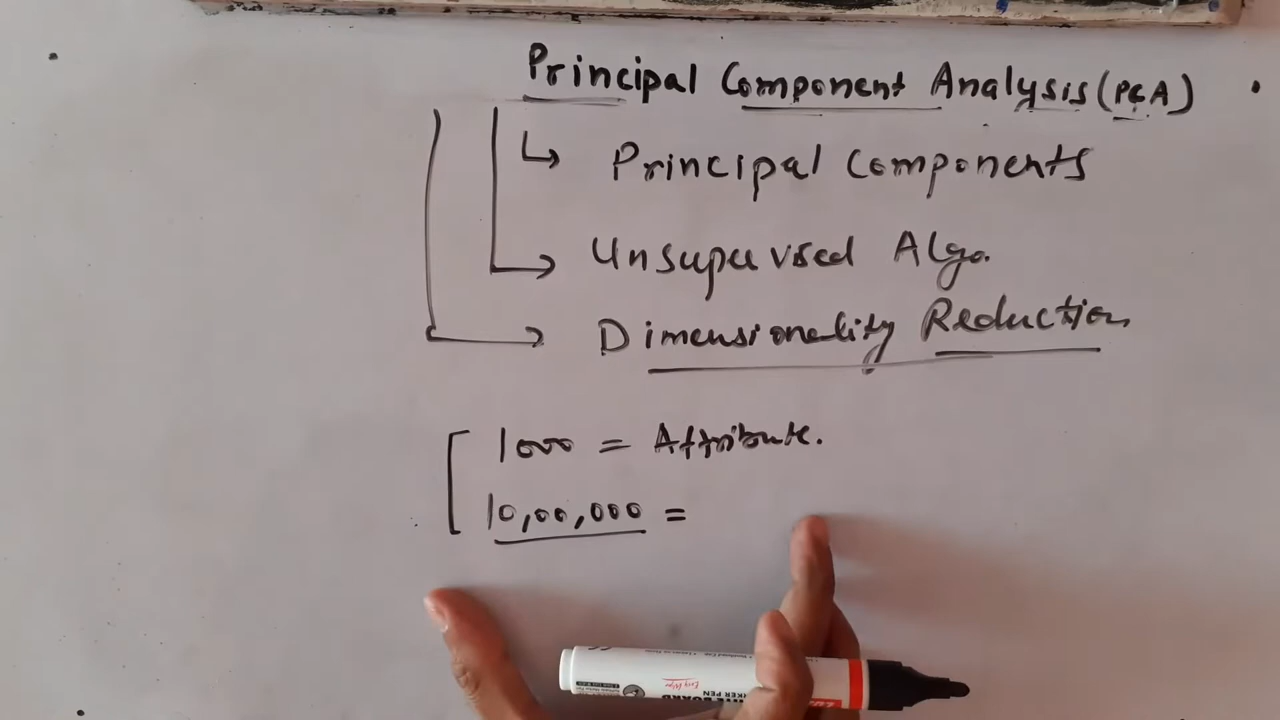 Principal Component Analysis (PCA)
Principal Components
Unsupervised Algo.
Dimensionality Reduction
1000 = Attribute.
10,00,000 =